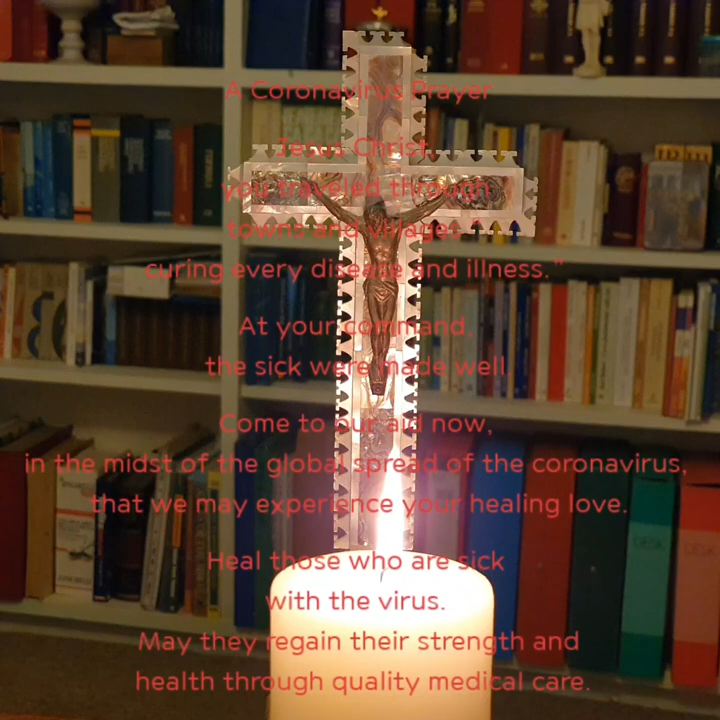 A Coronavirus Prayer
Jesus Christ,
you traveled through
towns and villages "
curing every disease and illness."
At your command,
the sick were made well.
Come to our aid now,
in the midst of the global spread of the coronavirus,
that we may experience your healing love.
Heal those who are sick
with the virus.
May they regain their strength and
health through quality medical care.
DESK
DESK